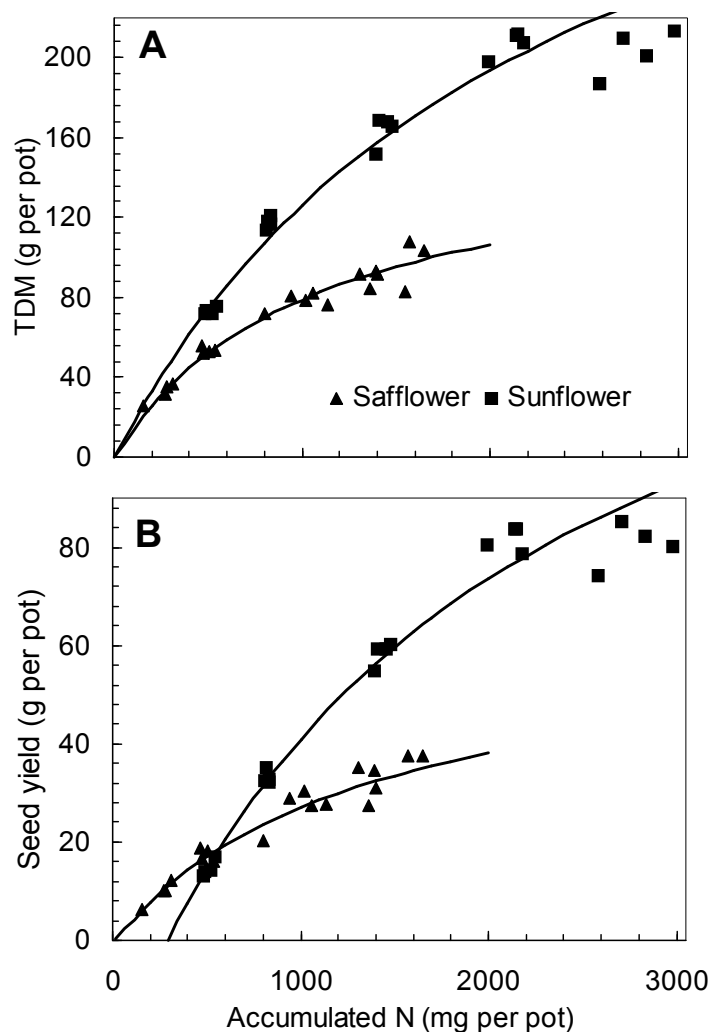 A
200
160
120
80
40
0
TDM (g per pot)
Safflower Sunflower
B
80
60
40
20
0
Seed yield (g per pot)
0 1000 2000 3000
Accumulated N (mg per pot)